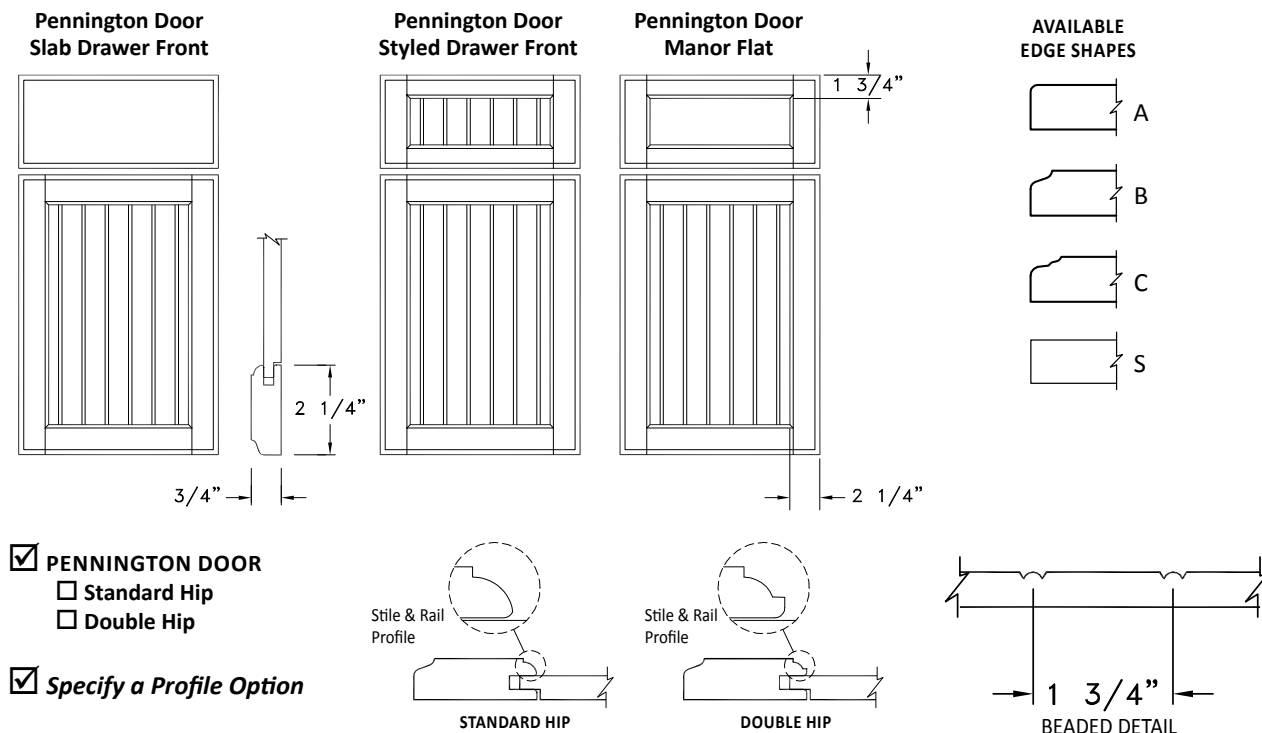 Pennington Door
Slab Drawer Front
Pennington Door
Styled Drawer Front
Pennington Door
Manor Flat
1 3/4”
AVAILABLE
EDGE SHAPES
A
B
C
S
2 1/4”
3/4”
2 1/4”
PENNINGTON DOOR
Standard Hip
Double Hip
Specify a Profile Option
Stile & Rail
Profile
STANDARD HIP
Stile & Rail
Profile
DOUBLE HIP
1 3/4”
BEADED DETAIL